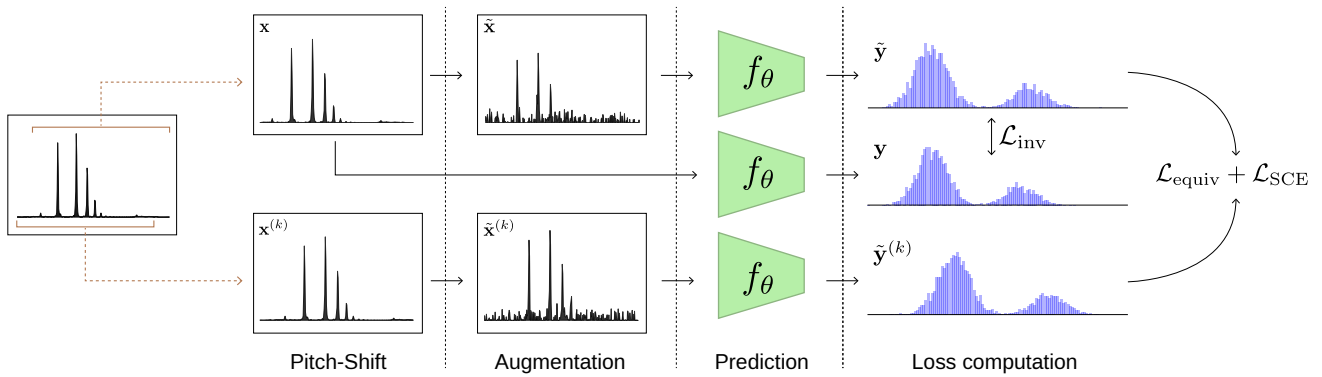 x
x̃
f_θ
ỹ
L_inv
f_θ
y
L_equiv + L_SCE
x^(k)
x̃^(k)
f_θ
ỹ^(k)
Pitch-Shift
Augmentation
Prediction
Loss computation